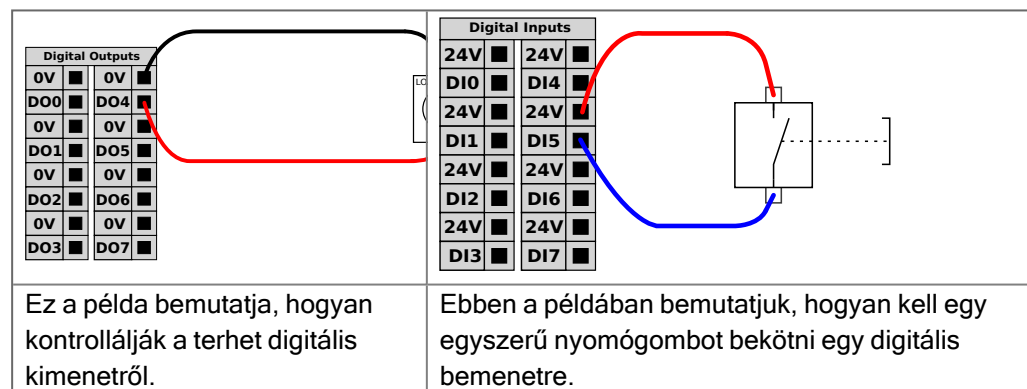 Digital Outputs
0V 0V
DO0 DO4
0V 0V
DO1 DO5
0V 0V
DO2 DO6
0V 0V
DO3 DO7
Digital Inputs
24V 24V
DI0 DI4
24V 24V
DI1 DI5
24V 24V
DI2 DI6
24V 24V
DI3 DI7
Ez a példa bemutatja, hogyan
kontrollálják a terhet digitális
kimenetről.
Ebben a példában bemutatjuk, hogyan kell egy
egyszerű nyomógombot bekötni egy digitális
bemenetre.